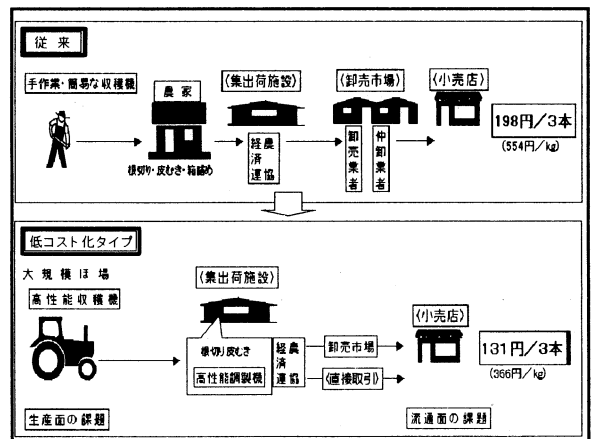 従来
手作業・簡易な収穫機
農家
根切り・皮むき・箱詰め
〈集出荷施設〉
経済連
農協
〈卸売市場〉
卸売業者
仲卸業者
〈小売店〉
198円/3本
(554円/kg)
低コスト化タイプ
大規模ほ場
高性能収穫機
〈集出荷施設〉
根切り皮むき
高性能調製機
経済連
農協
卸売市場
〈直接取引〉
〈小売店〉
131円/3本
(366円/kg)
生産面の課題
流通面の課題